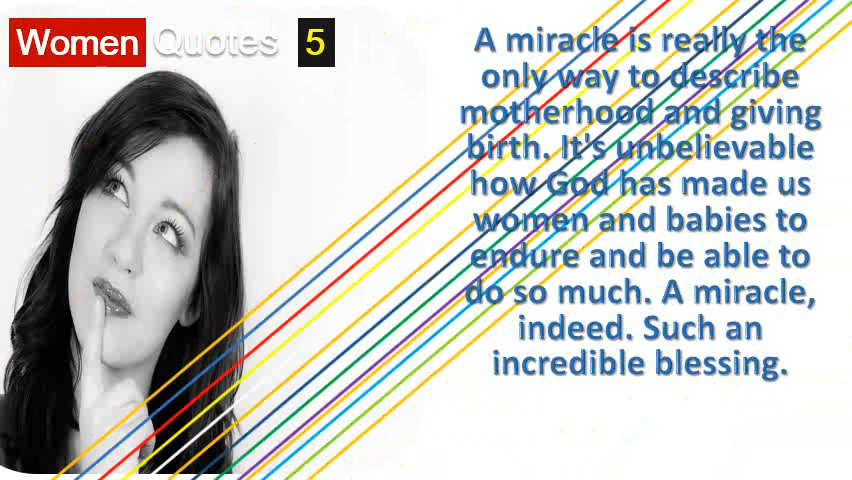 Women Quotes 5
A miracle is really the
only way to describe
motherhood and giving
birth. It's unbelievable
how God has made us
women and babies to
endure and be able to
do so much. A miracle,
indeed. Such an
incredible blessing.